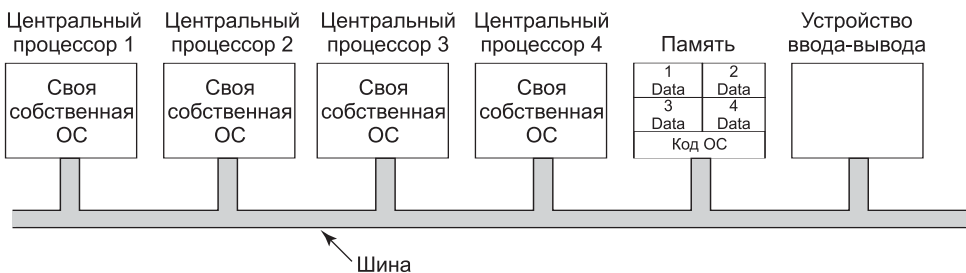 Центральный
процессор 1
Центральный
процессор 2
Центральный
процессор 3
Центральный
процессор 4
Память
Устройство
ввода-вывода
Своя
собственная
ОС
Своя
собственная
ОС
Своя
собственная
ОС
Своя
собственная
ОС
1
Data
2
Data
3
Data
4
Data
Код ОС
Шина